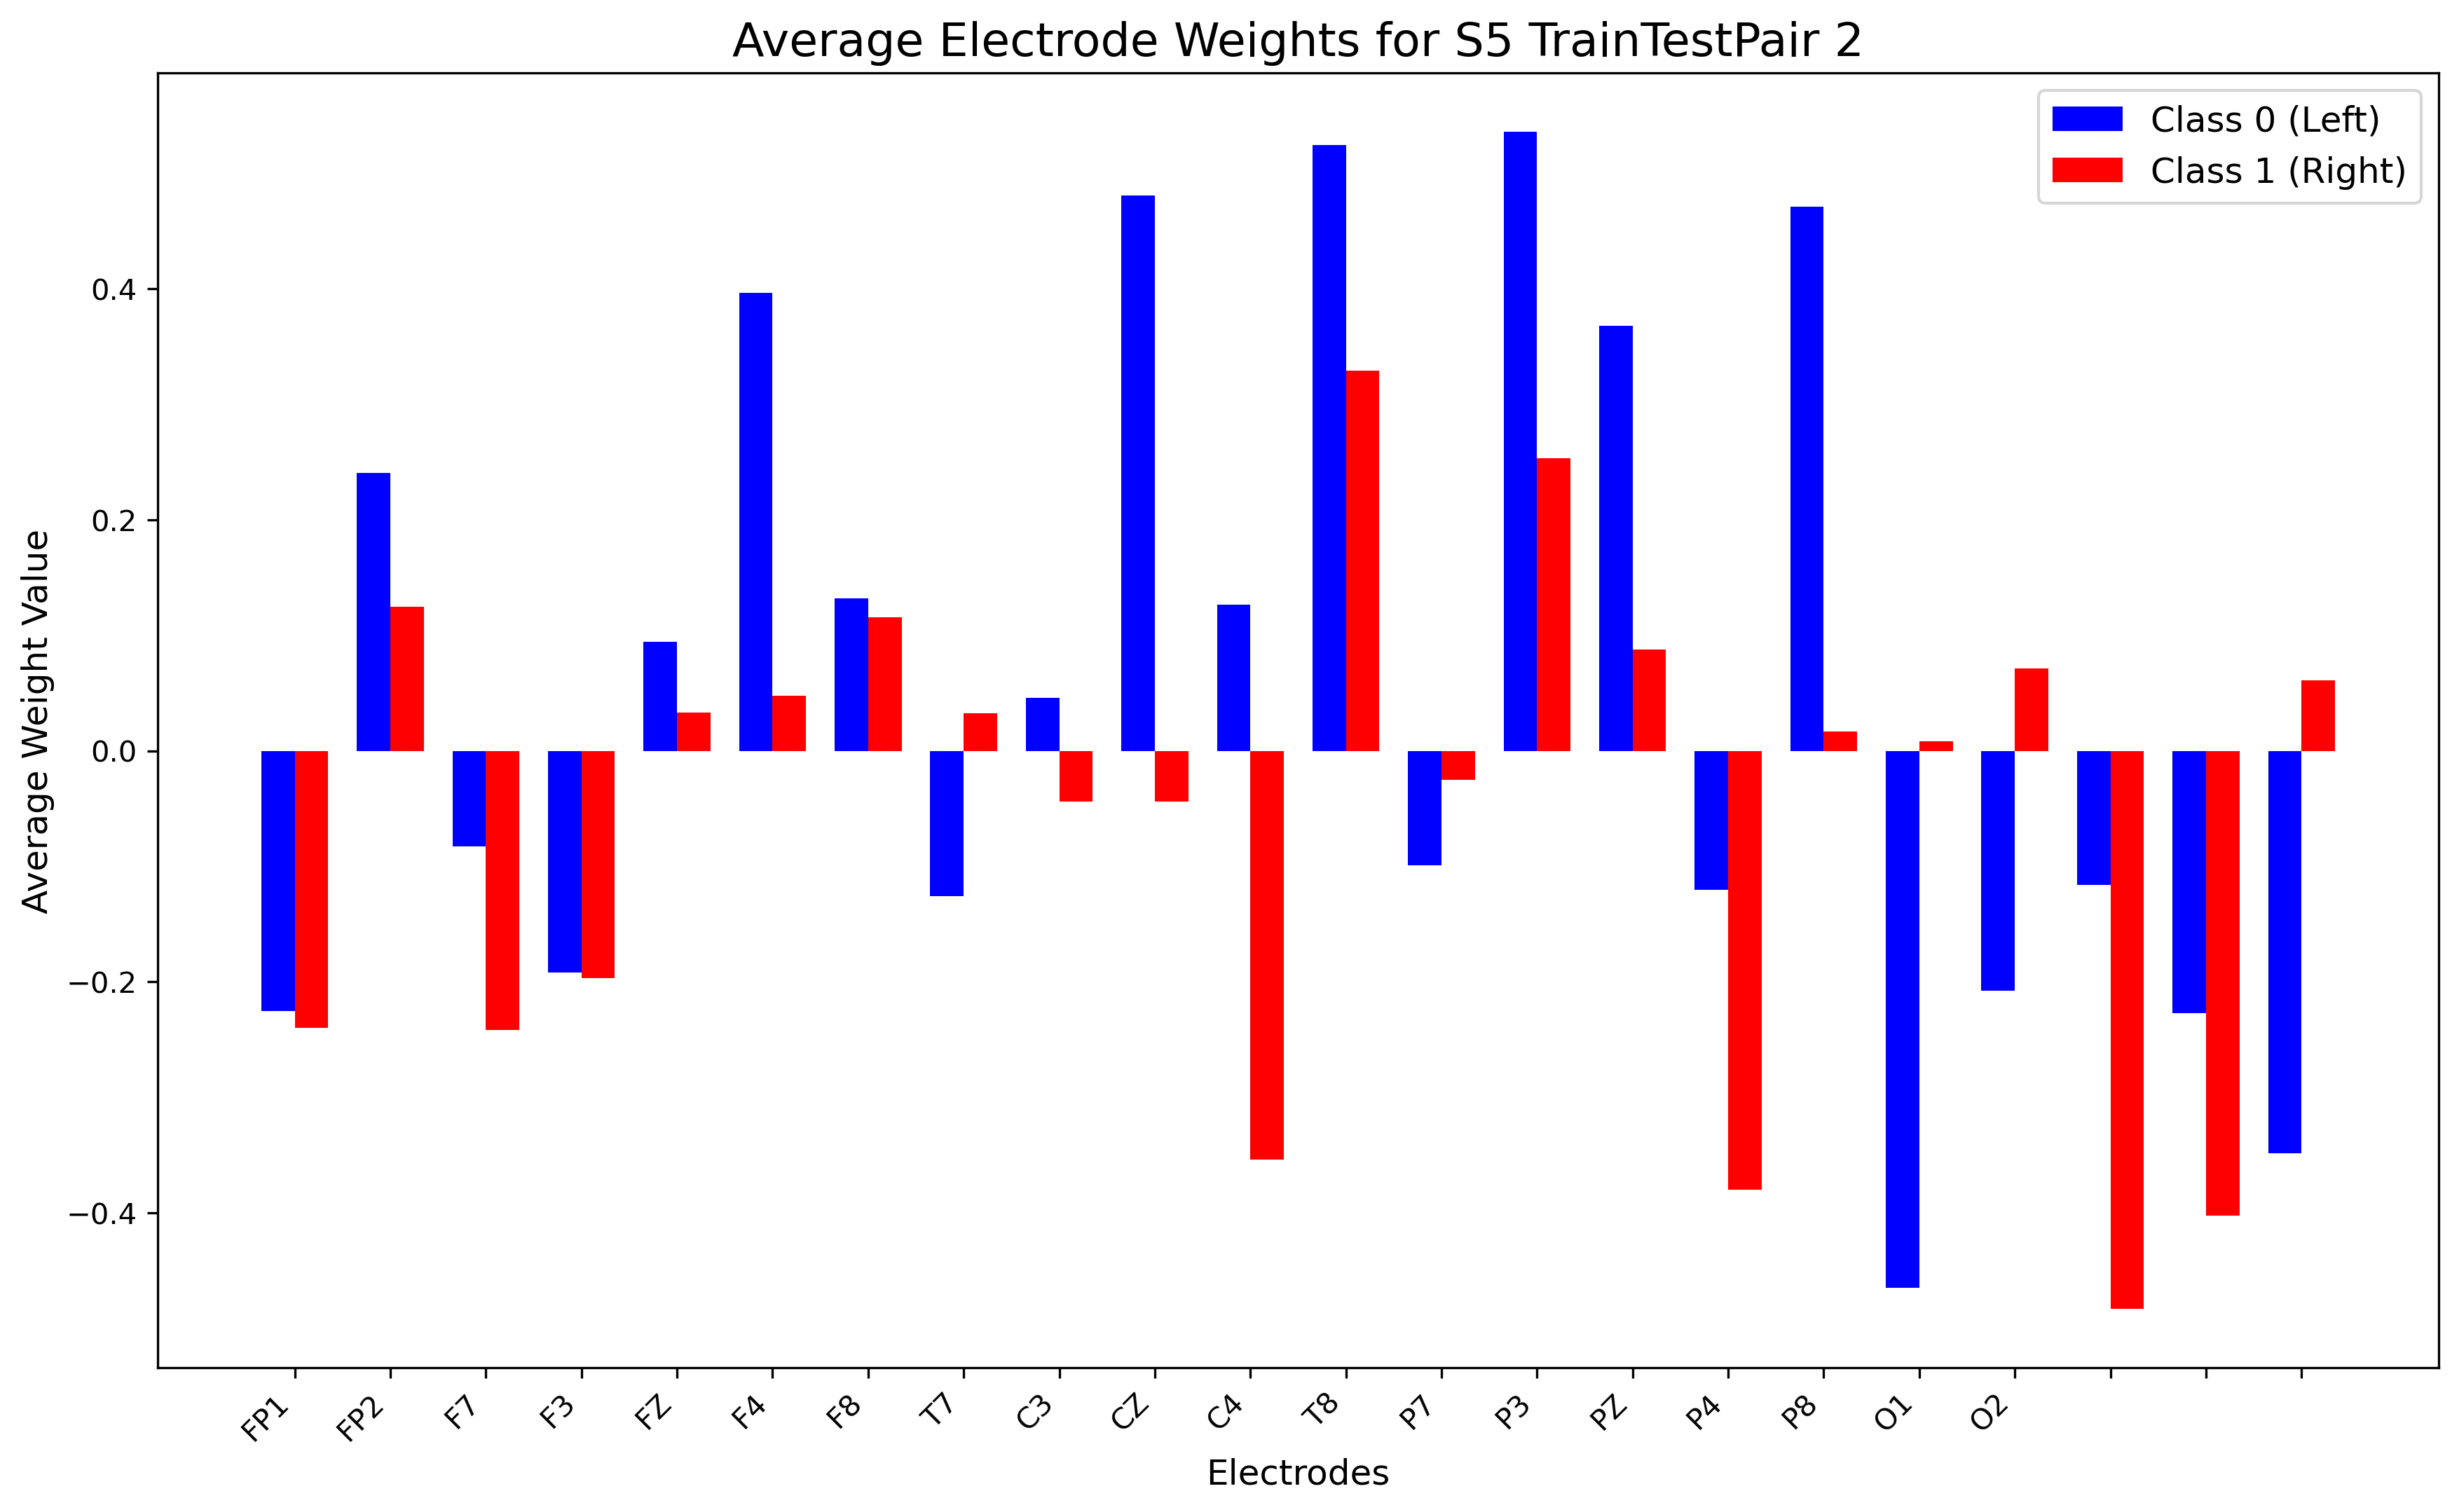 Average Electrode Weights for S5 TrainTestPair 2
Class 0 (Left)
Class 1 (Right)
Average Weight Value
0.4
0.2
0.0
−0.2
−0.4
FP1 FP2 F7 F3 FZ F4 F8 T7 C3 CZ C4 T8 P7 P3 PZ P4 P8 O1 O2
Electrodes